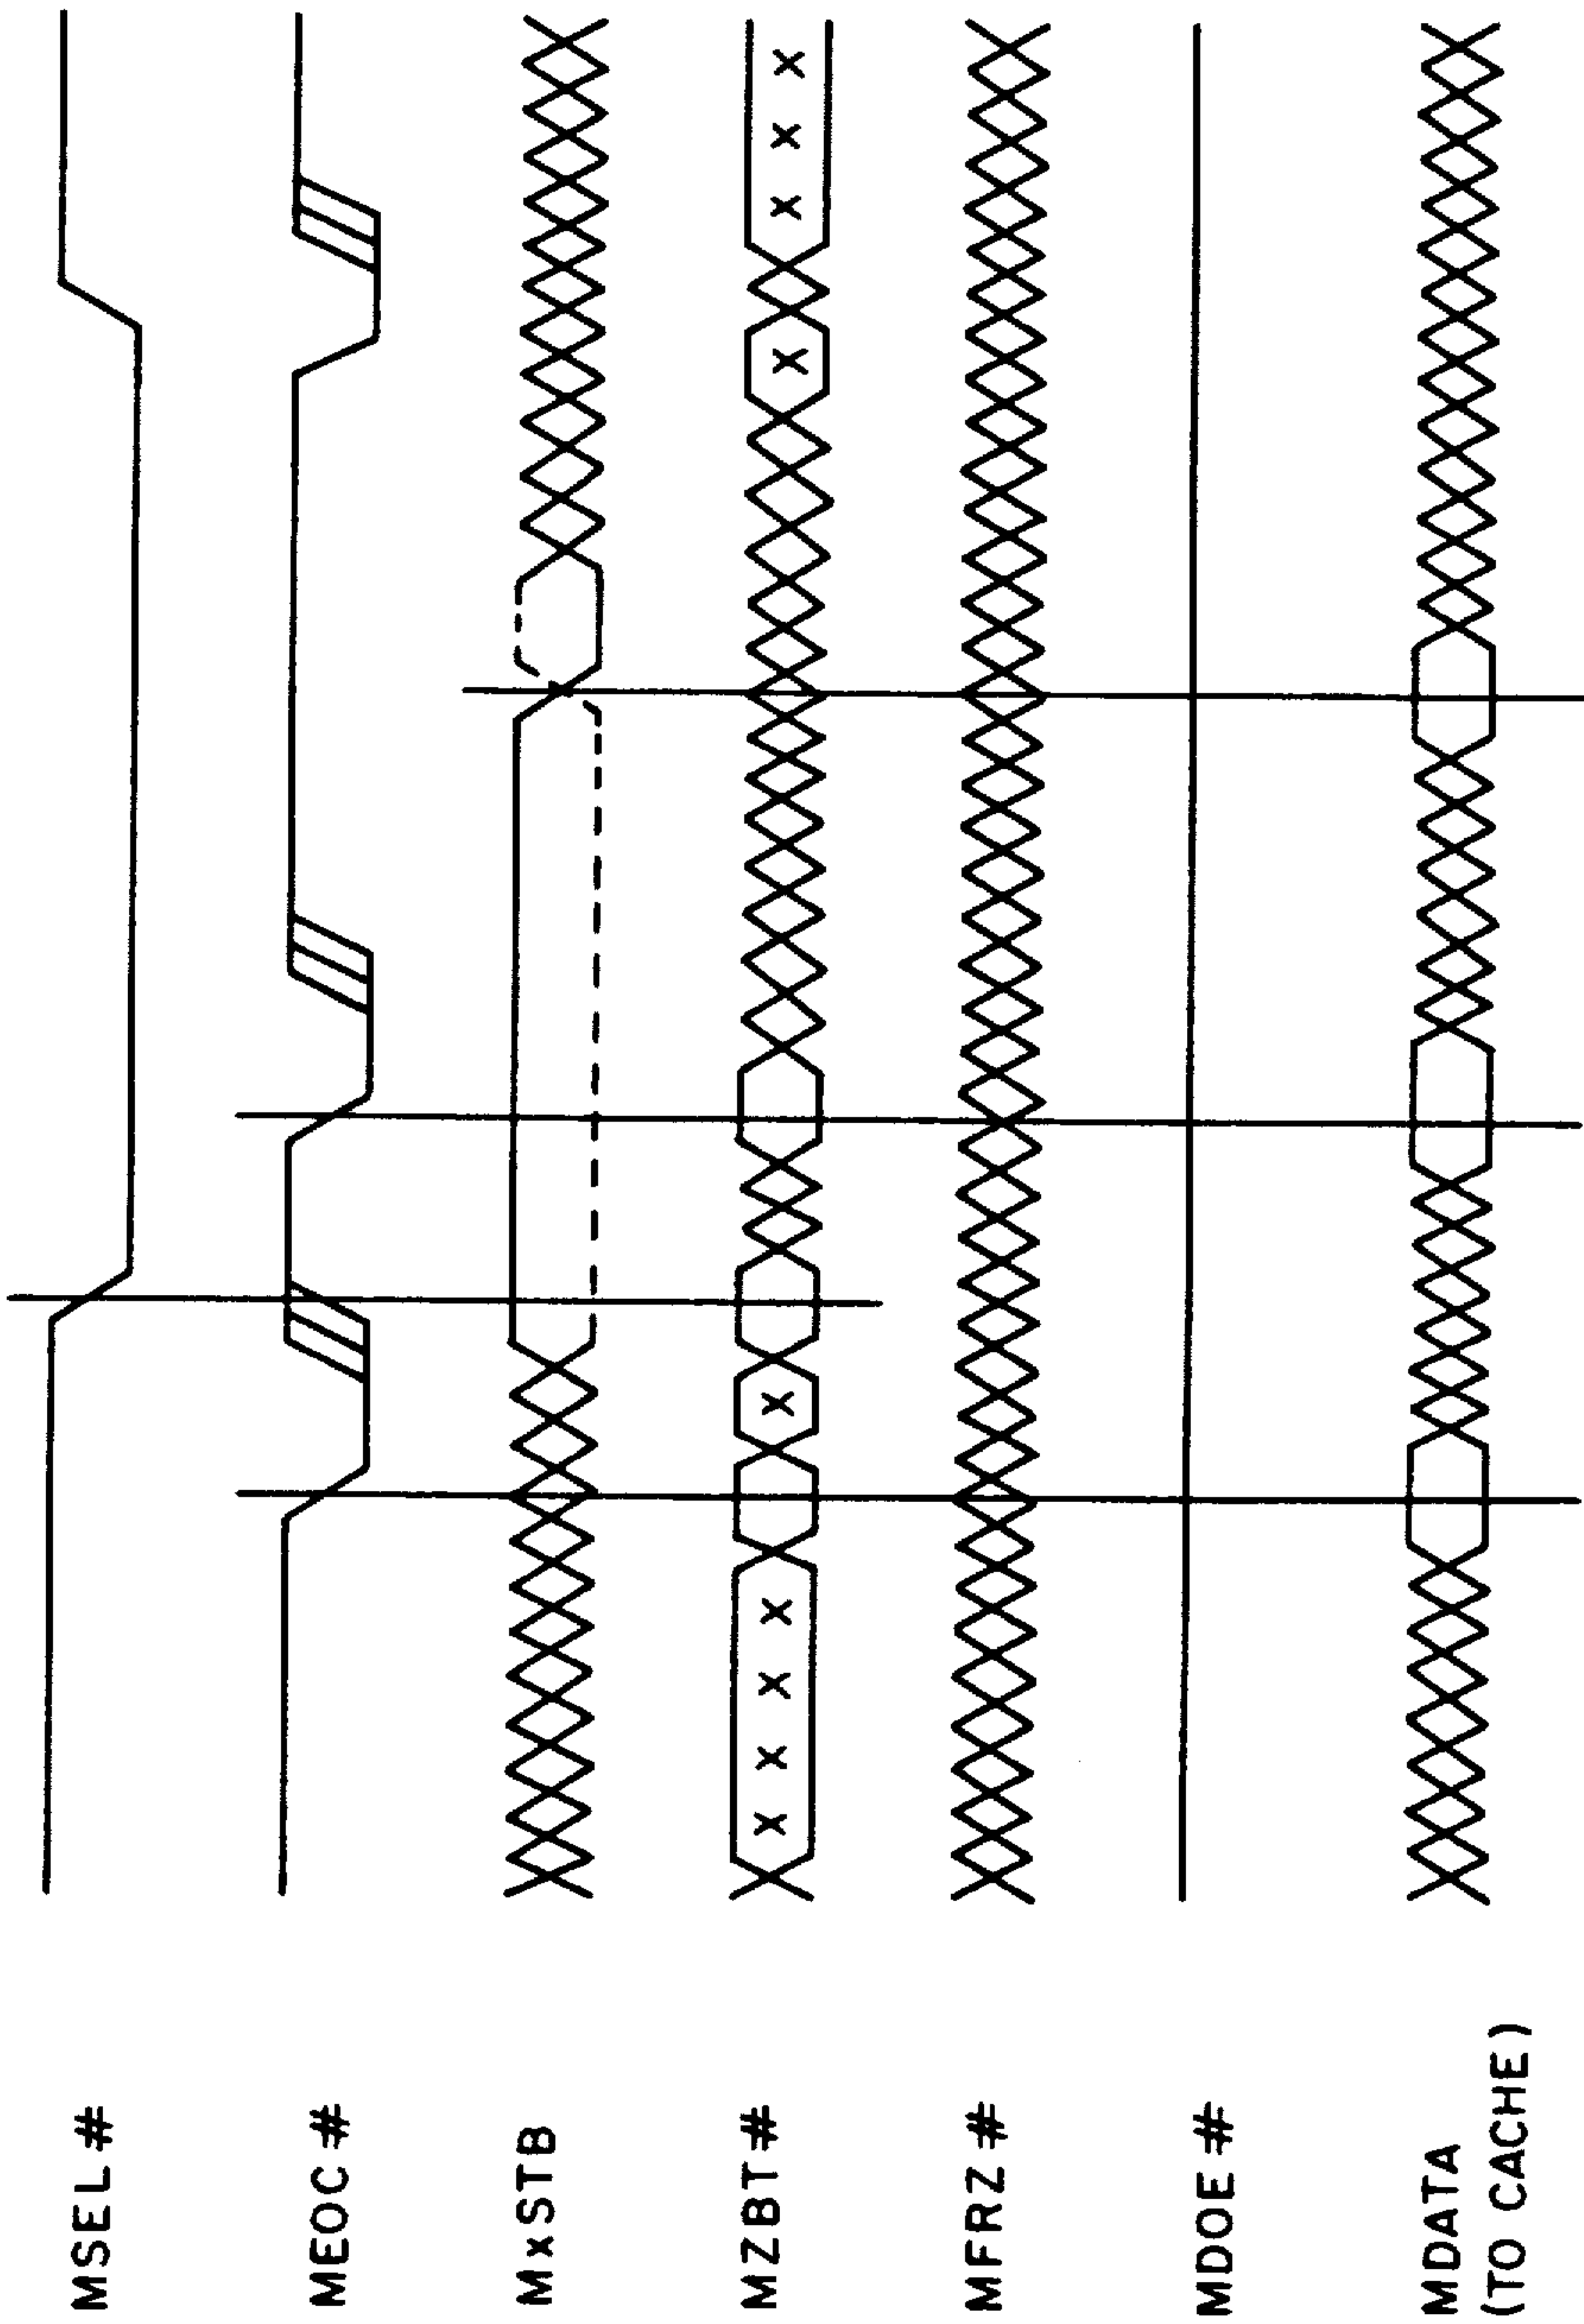 MSEL#
MEOC#
MxSTB
MZBT#
x x x x x x x x x
MFRZ#
MDOE#
MDATA
(TO CACHE)